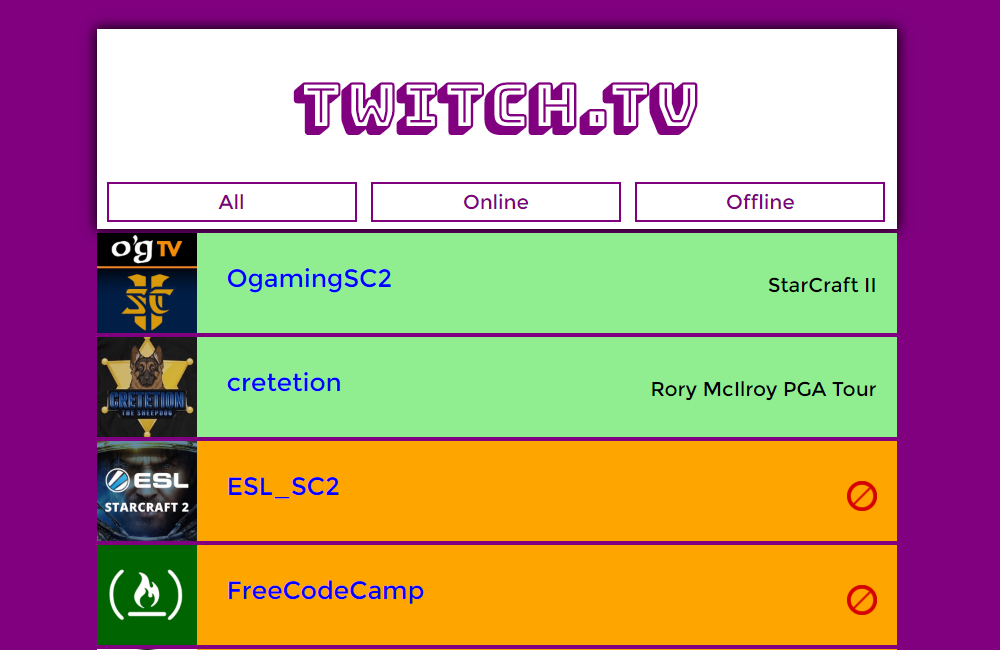 TWITCH.TV
All
Online
Offline
o'g TV
SC
OgamingSC2
StarCraft II
CRETETION
THE SHEEPDOG
cretetion
Rory McIlroy PGA Tour
ESL
STARCRAFT 2
ESL_SC2
FreeCodeCamp